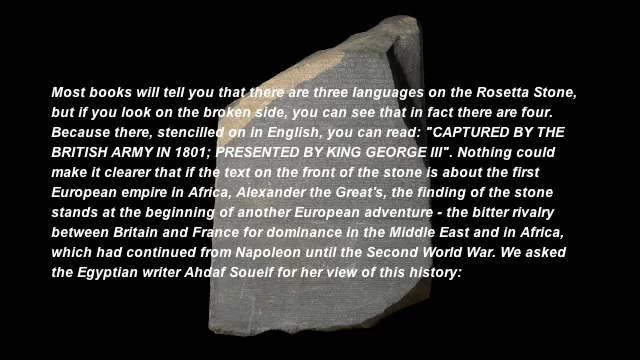 Most books will tell you that there are three languages on the Rosetta Stone,
but if you look on the broken side, you can see that in fact there are four.
Because there, stencilled on in English, you can read: "CAPTURED BY THE
BRITISH ARMY IN 1801; PRESENTED BY KING GEORGE III". Nothing could
make it clearer that if the text on the front of the stone is about the first
European empire in Africa, Alexander the Great's, the finding of the stone
stands at the beginning of another European adventure - the bitter rivalry
between Britain and France for dominance in the Middle East and in Africa,
which had continued from Napoleon until the Second World War. We asked
the Egyptian writer Ahdaf Soueif for her view of this history: